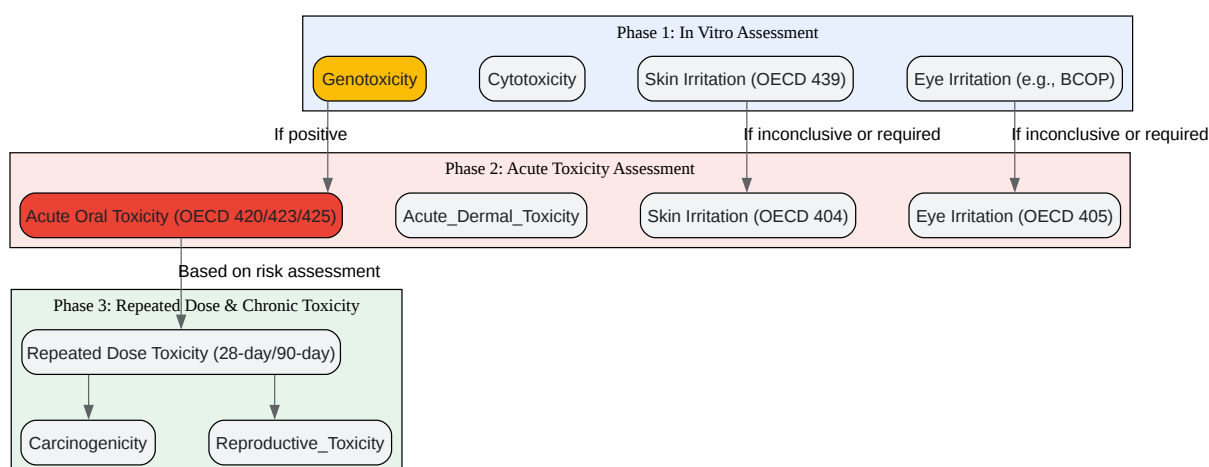 Phase 1: In Vitro Assessment
Genotoxicity
Cytotoxicity
Skin Irritation (OECD 439)
Eye Irritation (e.g., BCOP)
If positive
If inconclusive or required
If inconclusive or required
Phase 2: Acute Toxicity Assessment
Acute Oral Toxicity (OECD 420/423/425)
Acute_Dermal_Toxicity
Skin Irritation (OECD 404)
Eye Irritation (OECD 405)
Based on risk assessment
Phase 3: Repeated Dose & Chronic Toxicity
Repeated Dose Toxicity (28-day/90-day)
Carcinogenicity
Reproductive_Toxicity